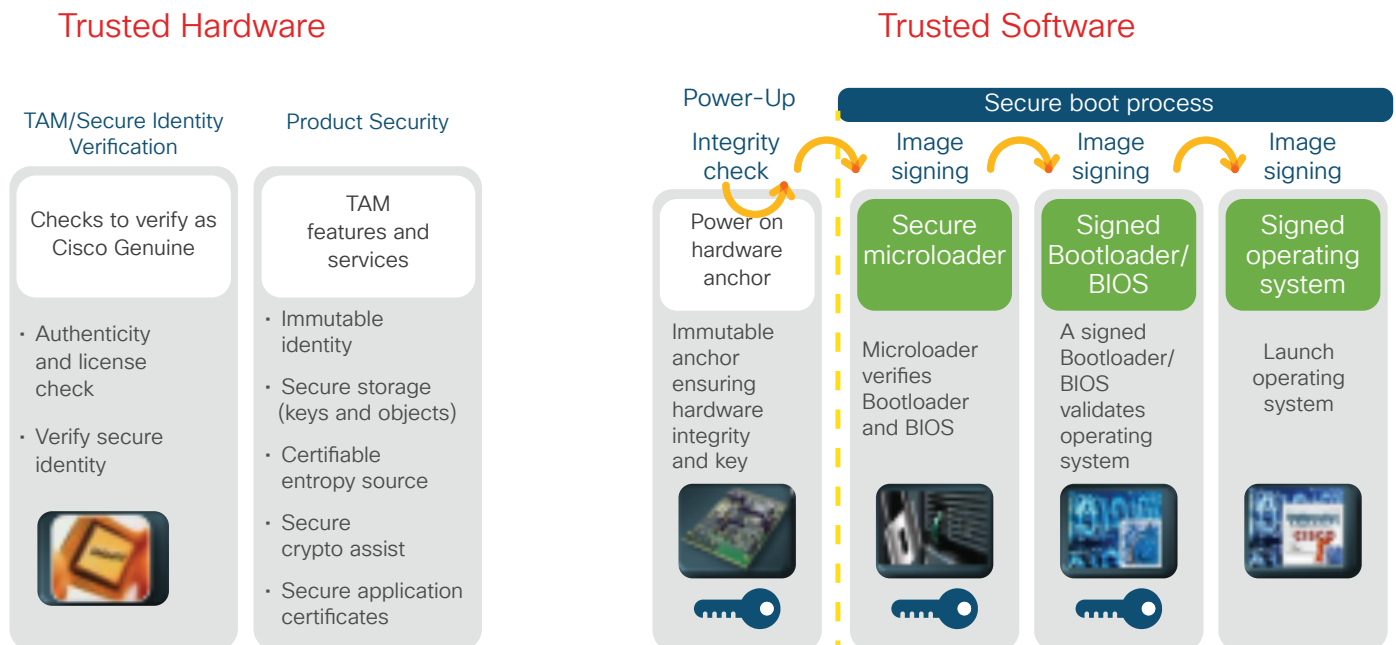 Trusted Hardware
TAM/Secure Identity
Verification
Checks to verify as
Cisco Genuine
· Authenticity
and license
check
· Verify secure
identity
Product Security
TAM
features and
services
· Immutable
identity
· Secure storage
(keys and objects)
· Certifiable
entropy source
· Secure
crypto assist
· Secure application
certificates
Trusted Software
Power-Up
Secure boot process
Integrity
check
Power on
hardware
anchor
Immutable
anchor
ensuring
hardware
integrity
and key
Image
signing
Secure
microloader
Microloader
verifies
Bootloader
and BIOS
Image
signing
Signed
Bootloader/
BIOS
A signed
Bootloader/
BIOS
validates
operating
system
Image
signing
Signed
operating
system
Launch
operating
system
CISCO